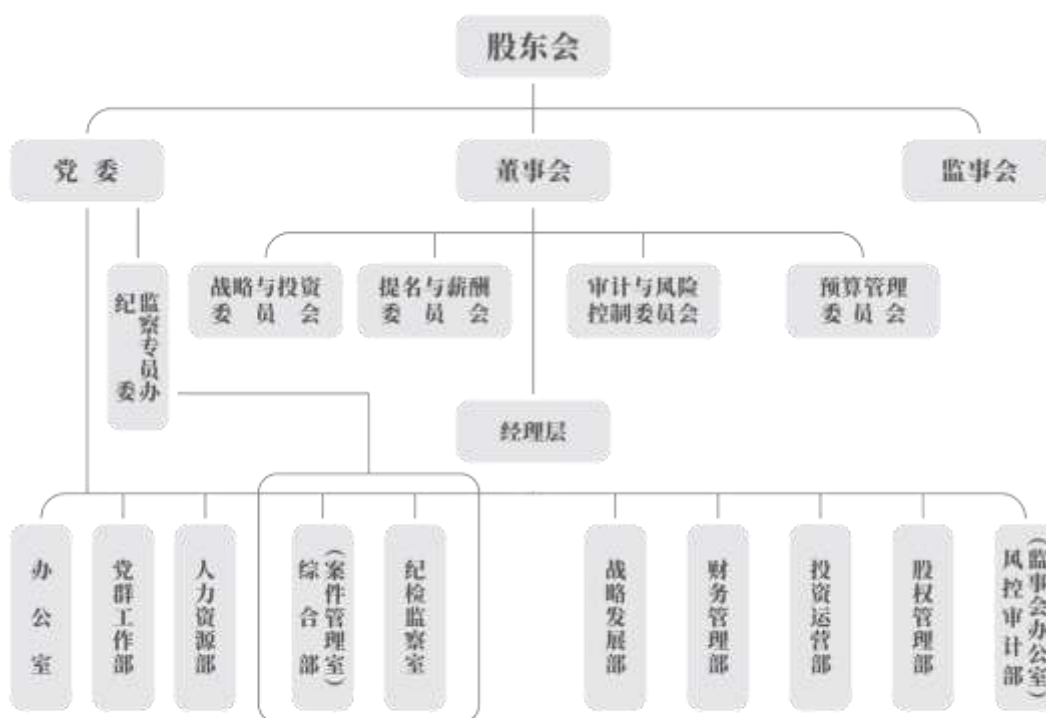 股东会
党 委
董事会
监事会
纪 委
监察专员办
战略与投资
委 员 会
提名与薪酬
委 员 会
审计与风险
控制委员会
预算管理
委 员 会
经理层
办公室
党群工作部
人力资源部
综合部
(案件管理室)
纪检监察室
战略发展部
财务管理部
投资运营部
股权管理部
风控审计部
(监事会办公室)